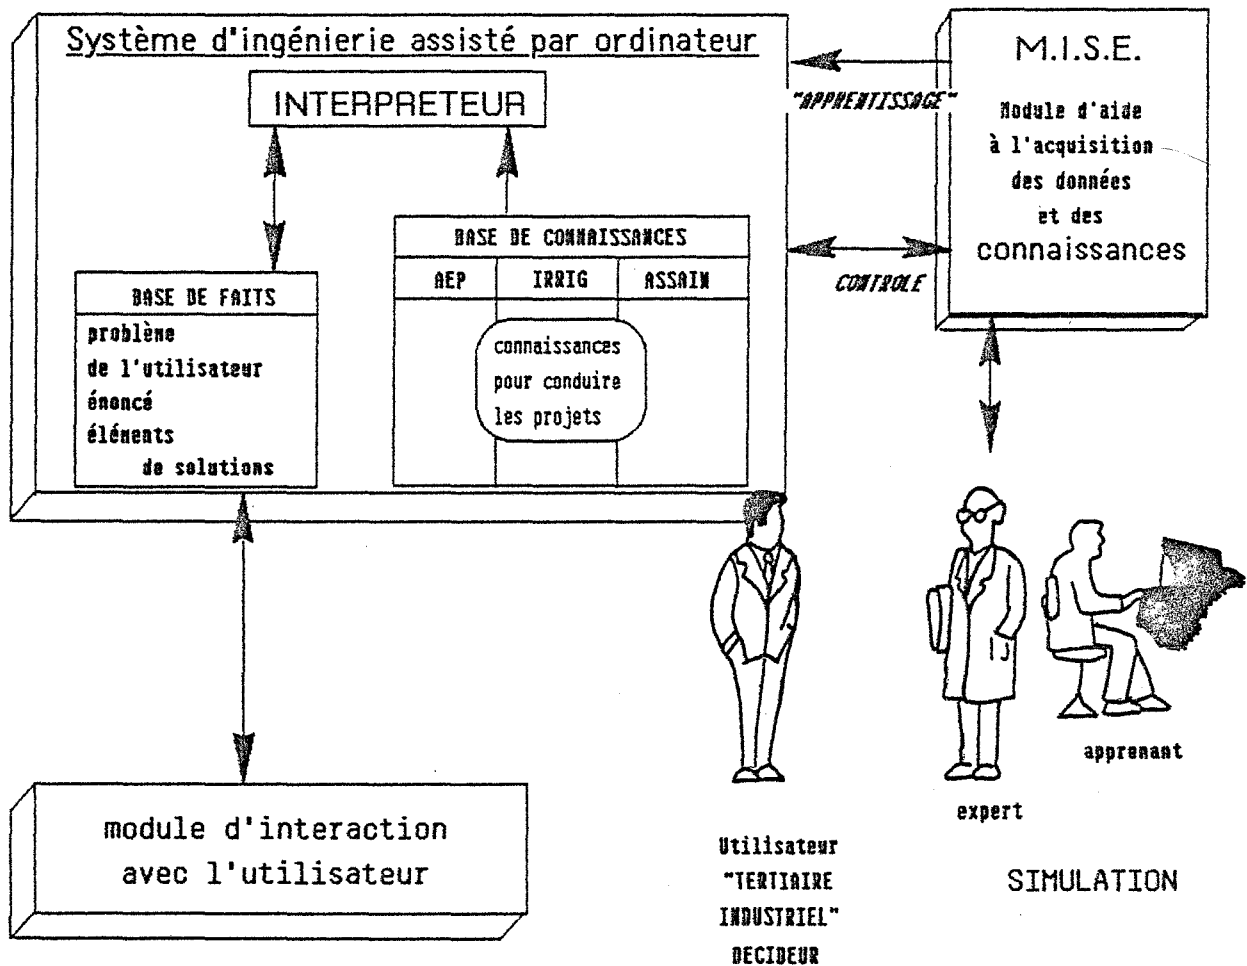 Système d'ingénierie assisté par ordinateur
INTERPRETEUR
BASE DE FAITS
problème
de l'utilisateur
énoncé
éléments
de solutions
BASE DE CONNAISSANCES
AEP IRRIG ASSAIN
connaissances
pour conduire
les projets
"APPRENTISSAGE"
CONTROLE
M.I.S.E.
Module d'aide
à l'acquisition
des données
et des
connaissances
module d'interaction
avec l'utilisateur
Utilisateur
"TERTIAIRE
INDUSTRIEL"
DECIDEUR
expert
apprenant
SIMULATION